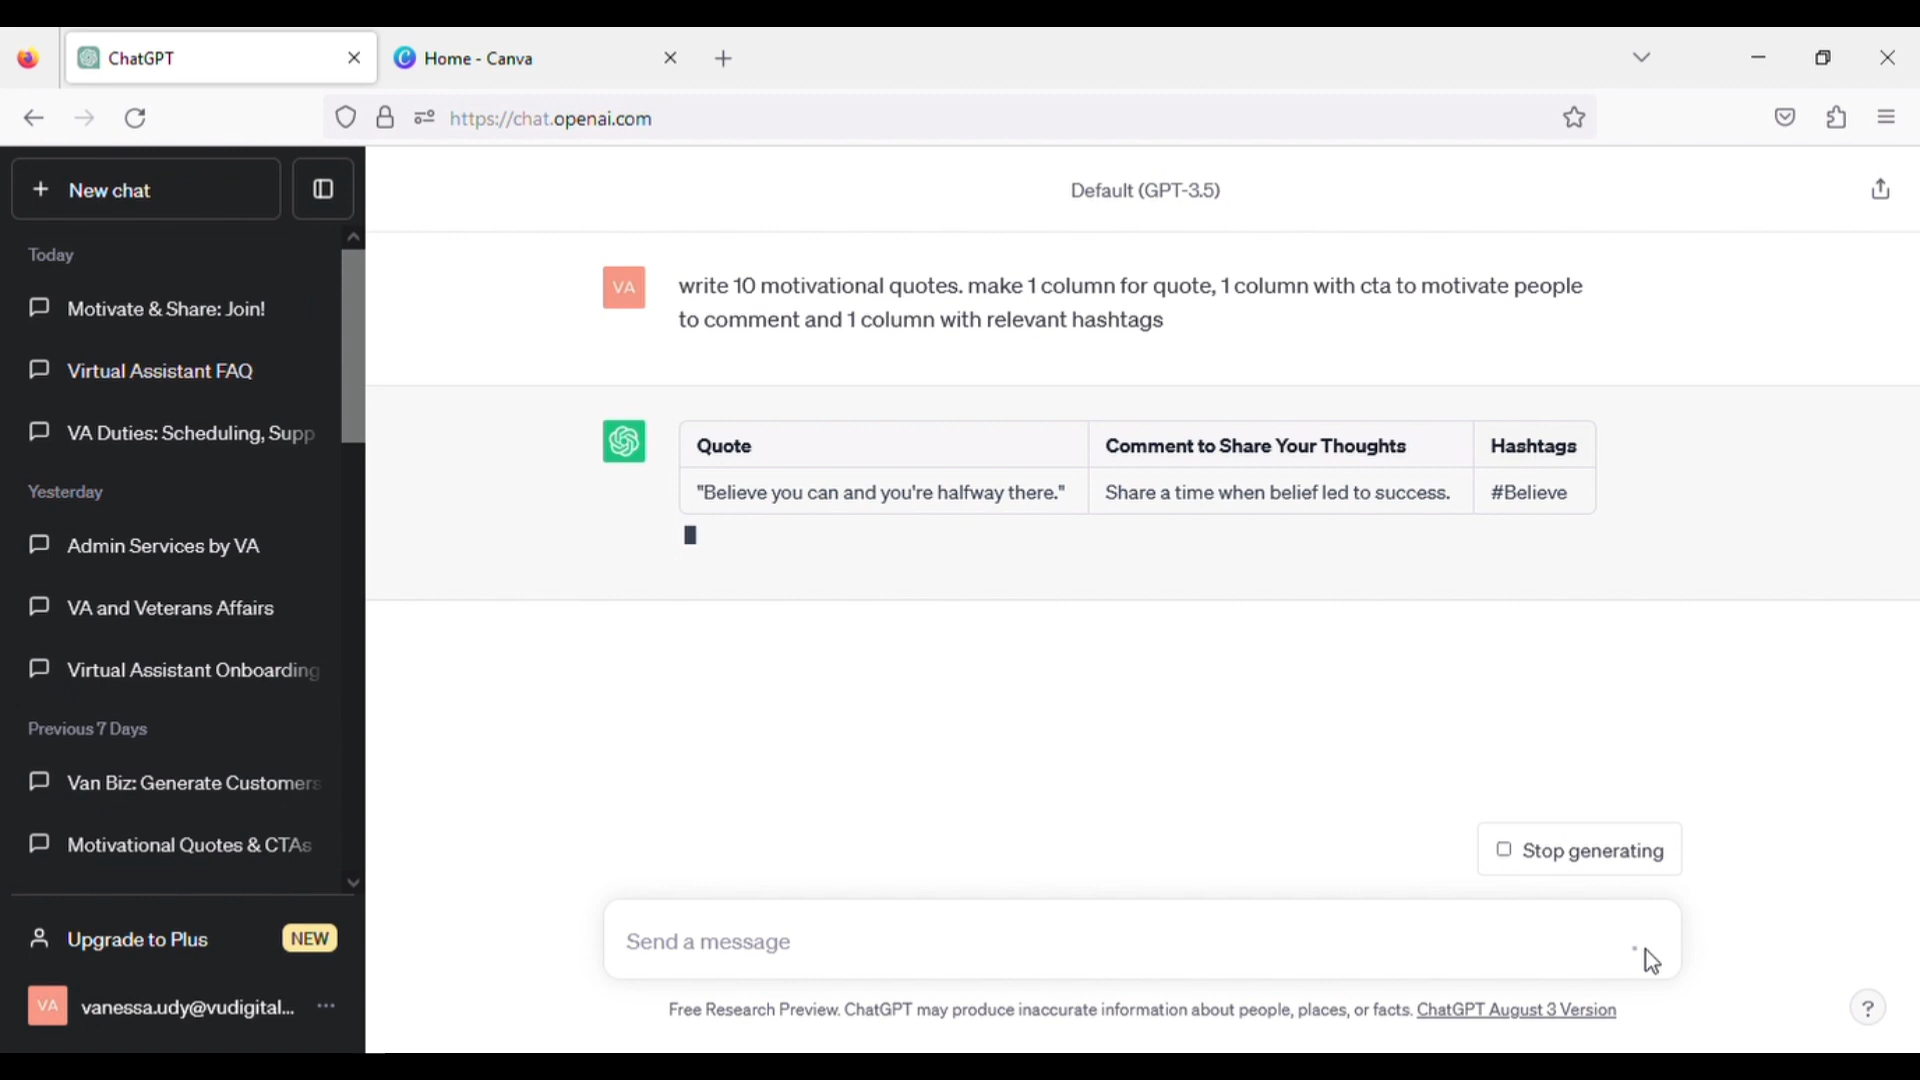 ChatGPT
Home - Canva
https://chat.openai.com
New chat
Today
Motivate & Share: Join!
Virtual Assistant FAQ
VA Duties: Scheduling, Supp
Yesterday
Admin Services by VA
VA and Veterans Affairs
Virtual Assistant Onboarding
Previous 7 Days
Van Biz: Generate Customers
Motivational Quotes & CTAs
Upgrade to Plus NEW
VA vanessa.udy@vudigital...
Default (GPT-3.5)
VA
write 10 motivational quotes. make 1 column for quote, 1 column with cta to motivate people
to comment and 1 column with relevant hashtags
Quote Comment to Share Your Thoughts Hashtags
"Believe you can and you're halfway there." Share a time when belief led to success. #Believe
Stop generating
Send a message
Free Research Preview. ChatGPT may produce inaccurate information about people, places, or facts. ChatGPT August 3 Version
?